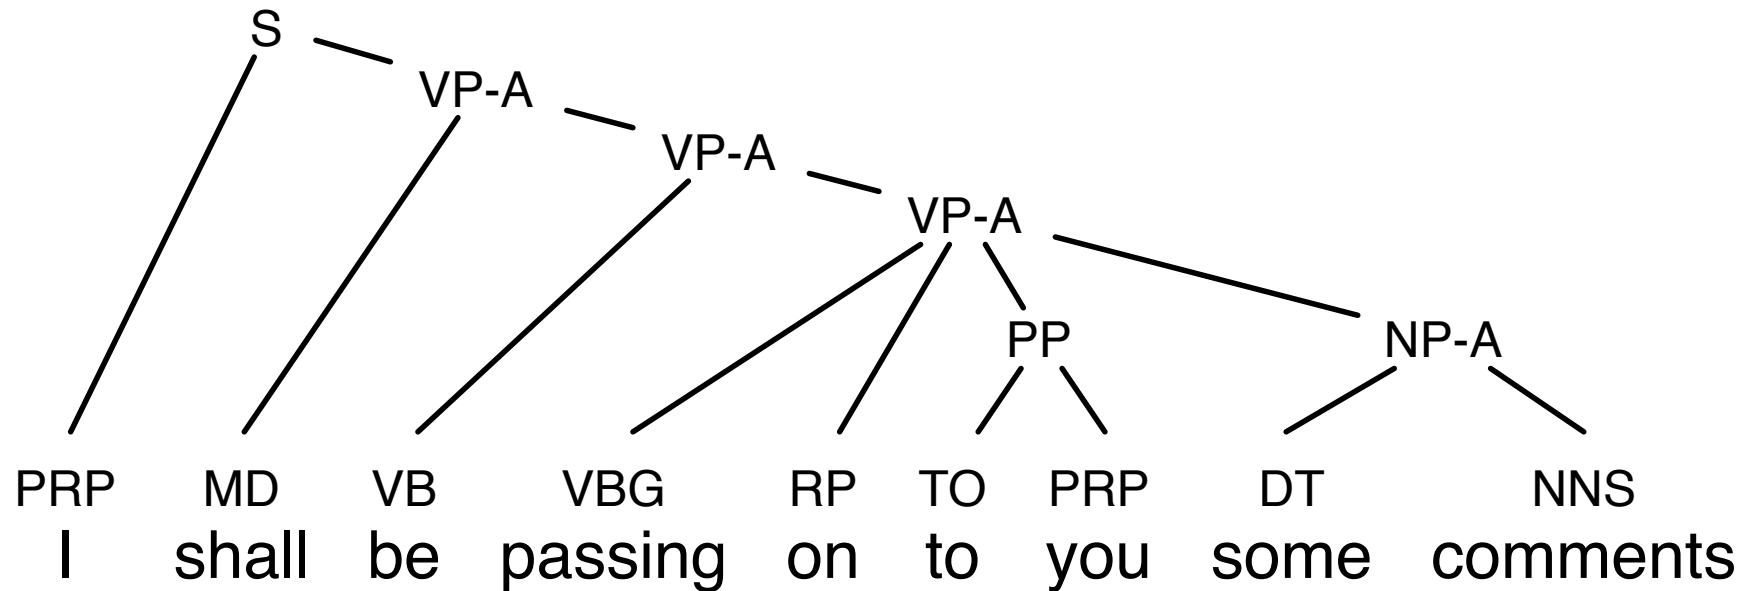 S
VP-A
VP-A
VP-A
PP NP-A
PRP MD VB VBG RP TO PRP DT NNS
I shall be passing on to you some comments